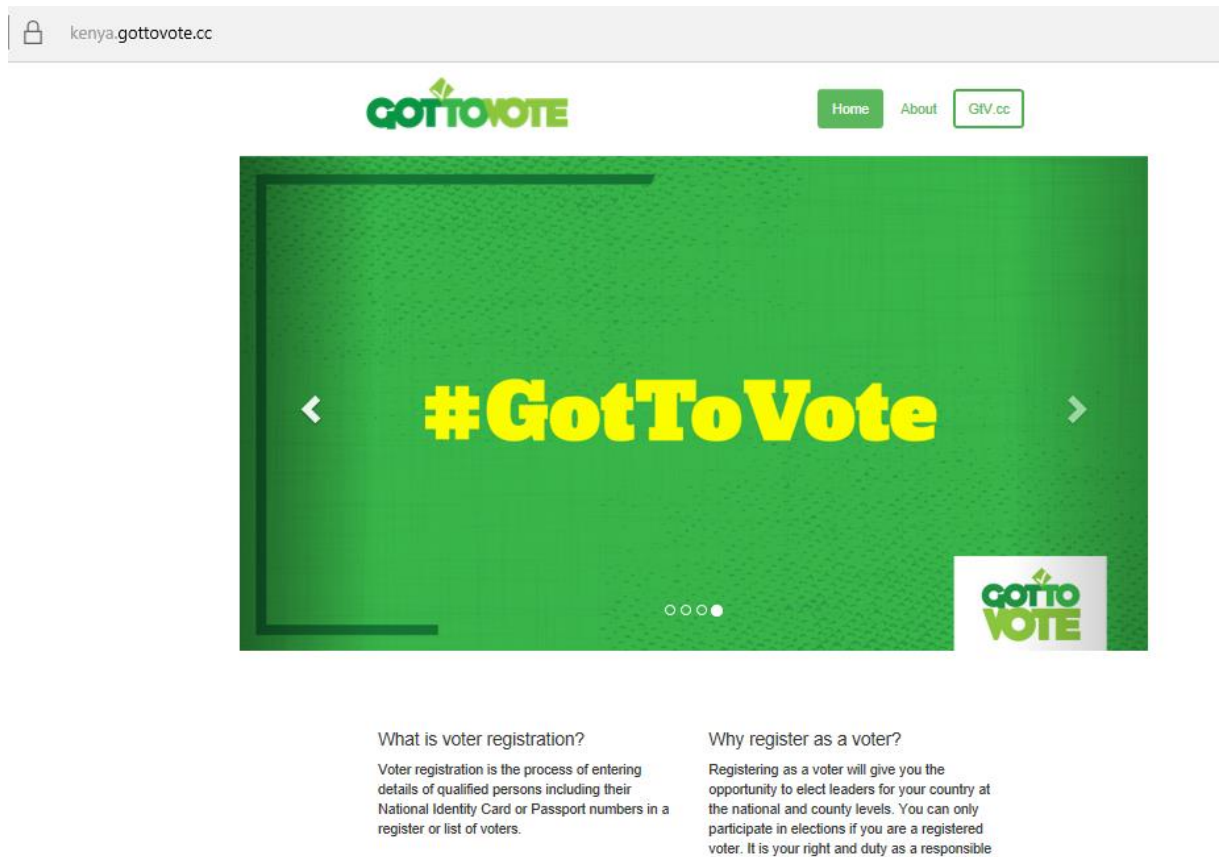 kenya.gottovote.cc
GOTTOVOTE
Home About GtV.cc
#GotToVote
GOTTO
VOTE
What is voter registration?
Voter registration is the process of entering
details of qualified persons including their
National Identity Card or Passport numbers in a
register or list of voters.
Why register as a voter?
Registering as a voter will give you the
opportunity to elect leaders for your country at
the national and county levels. You can only
participate in elections if you are a registered
voter. It is your right and duty as a responsible